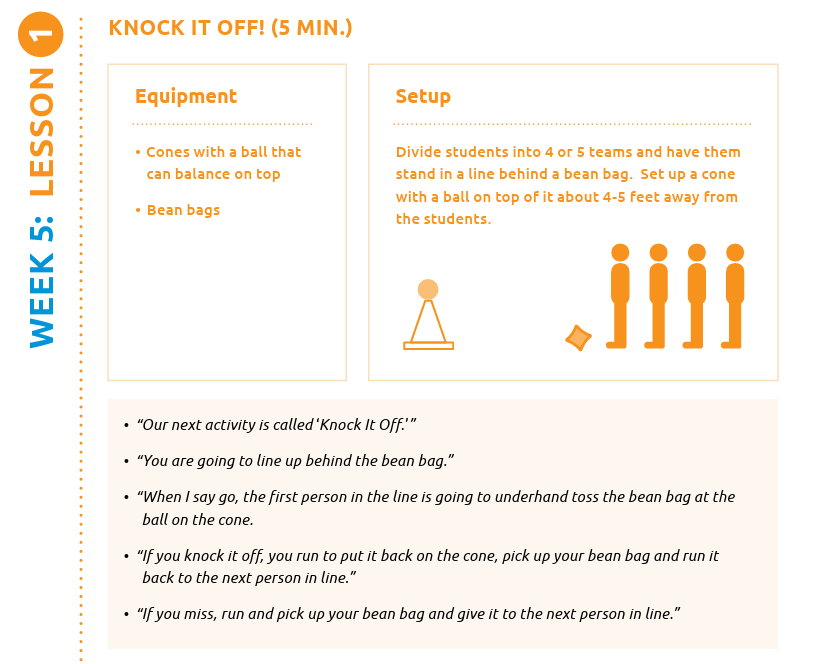 WEEK 5: LESSON 1
KNOCK IT OFF! (5 MIN.)
Equipment
• Cones with a ball that
can balance on top
• Bean bags
Setup
Divide students into 4 or 5 teams and have them
stand in a line behind a bean bag.  Set up a cone
with a ball on top of it about 4-5 feet away from
the students.
• “Our next activity is called 'Knock It Off.' ”
• “You are going to line up behind the bean bag.”
• “When I say go, the first person in the line is going to underhand toss the bean bag at the
ball on the cone.
• “If you knock it off, you run to put it back on the cone, pick up your bean bag and run it
back to the next person in line.”
• “If you miss, run and pick up your bean bag and give it to the next person in line.”